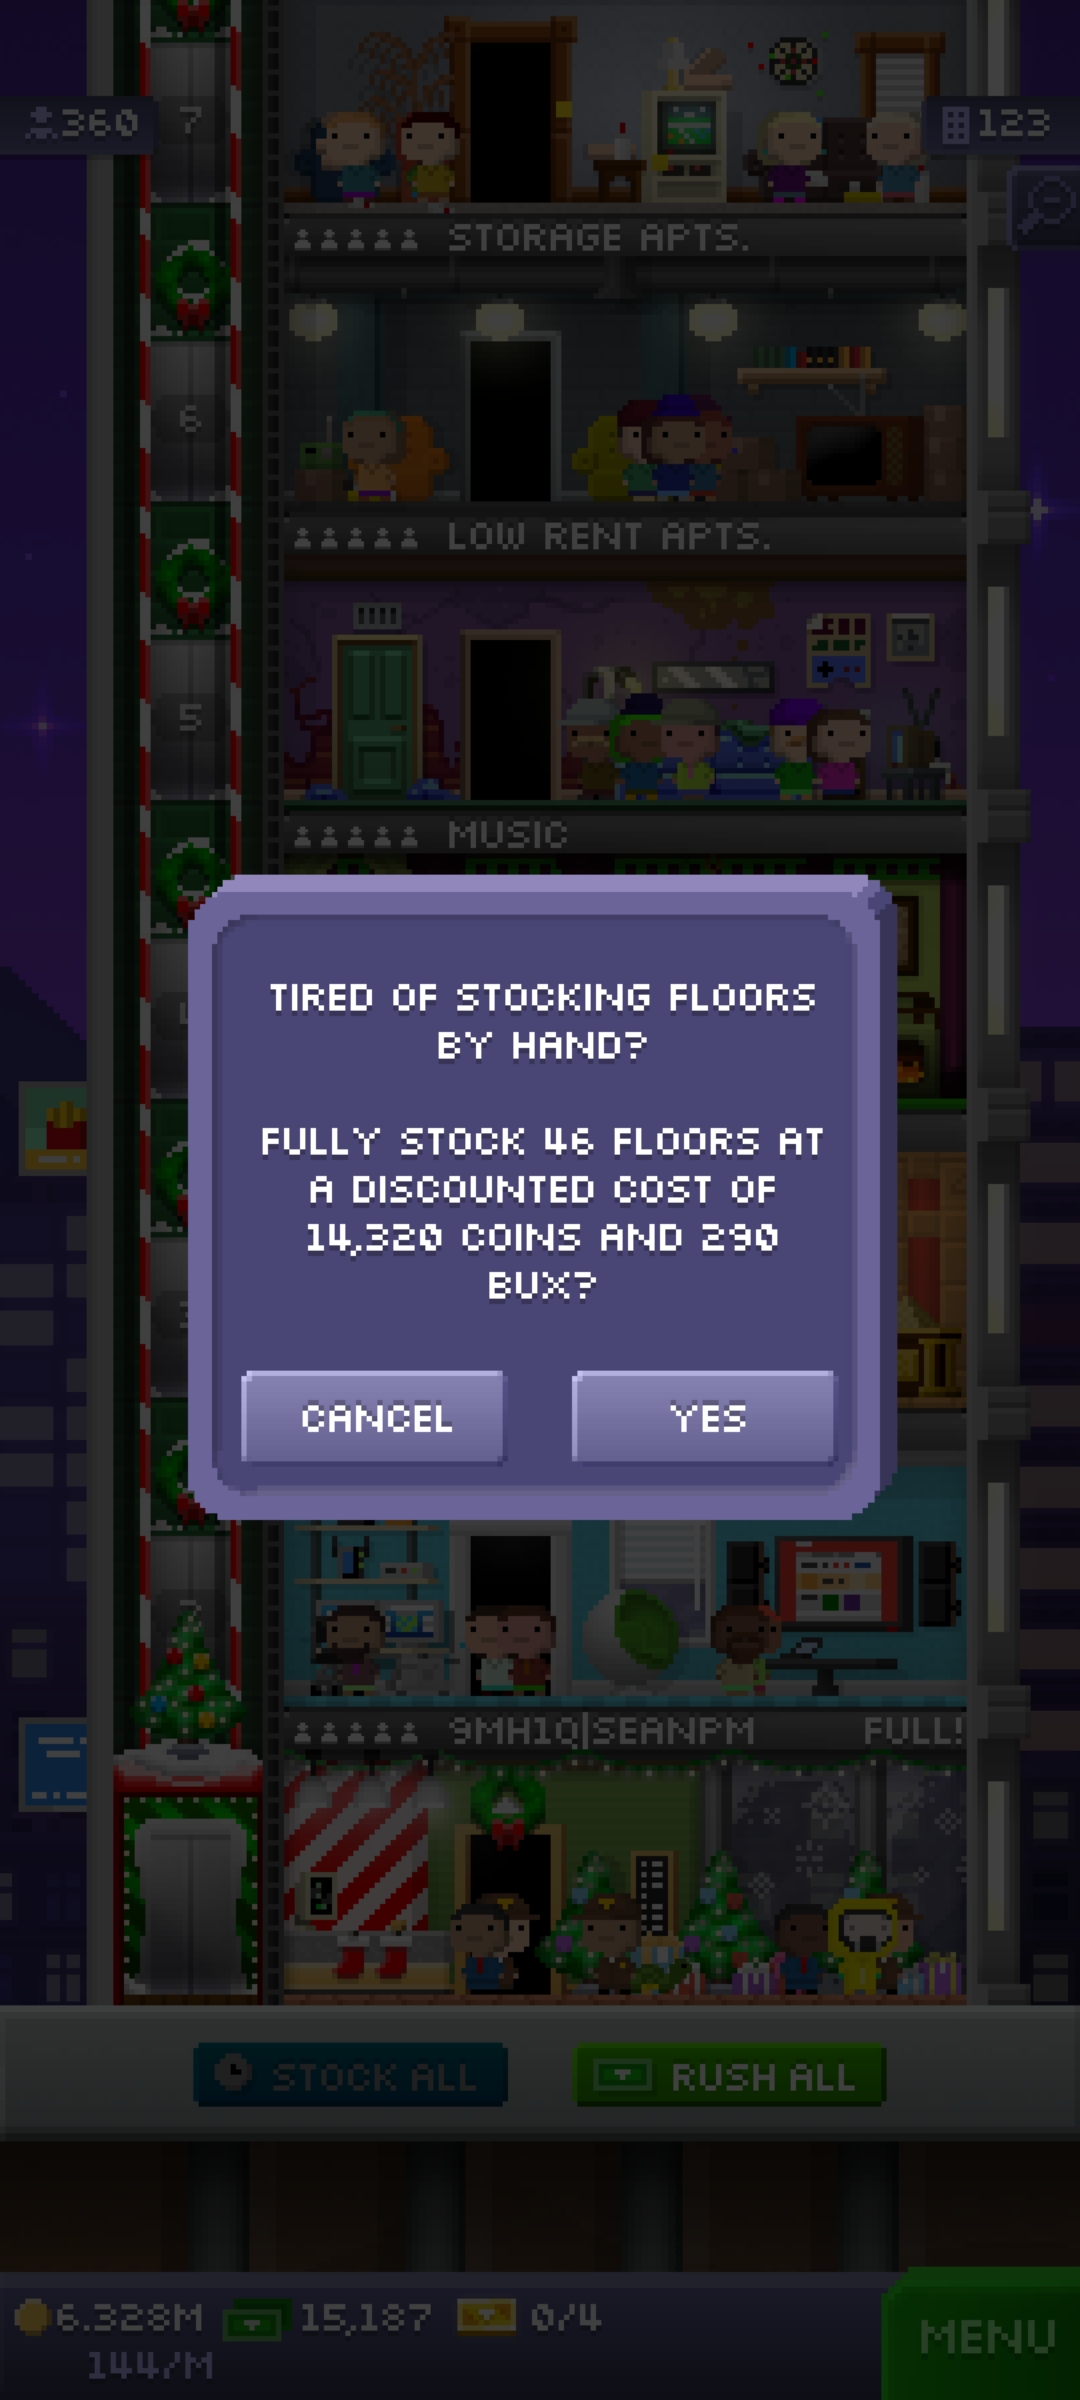 7
360
123
STORAGE APTS.
6
LOW RENT APTS.
5
MUSIC
TIRED OF STOCKING FLOORS
BY HAND?
FULLY STOCK 46 FLOORS AT
A DISCOUNTED COST OF
14,320 COINS AND 290
BUX?
CANCEL
YES
9MH1Q|SEANPM
FULL!
STOCK ALL
RUSH ALL
6.328M
15,187
0/4
144/M
MENU